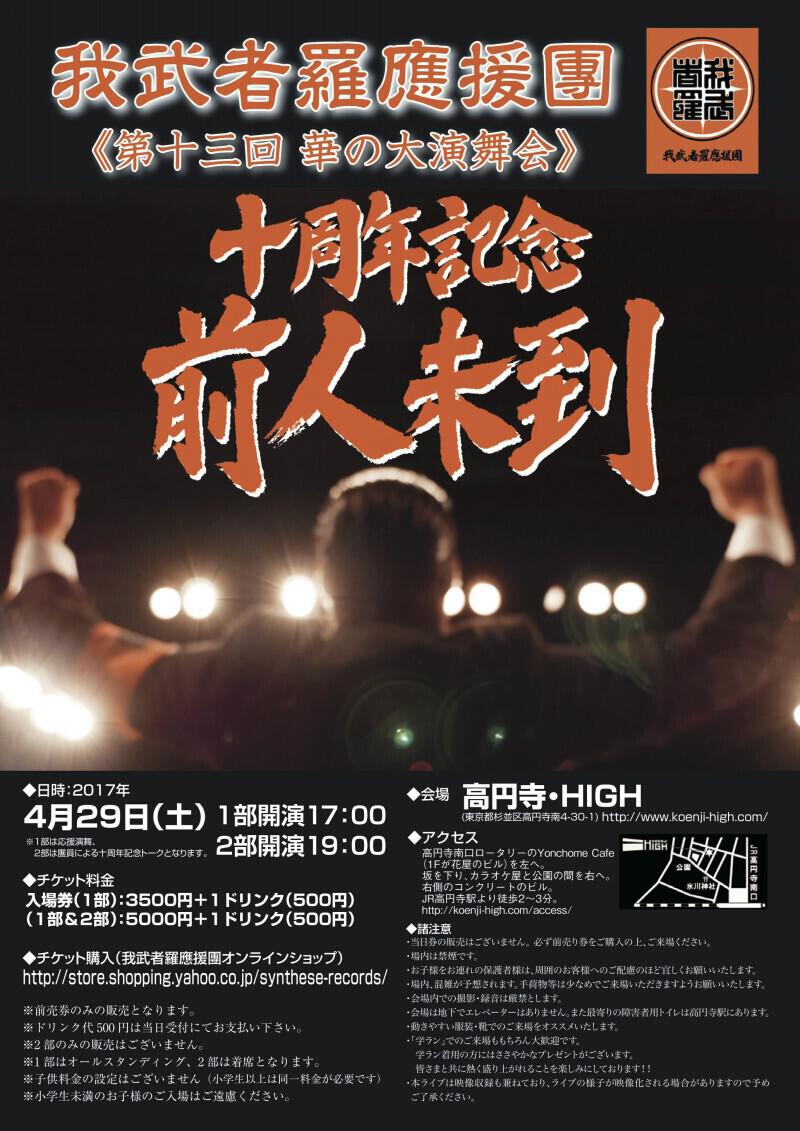 我武者羅應援團
《第十三回 華の大演舞会》
我武者羅
我武者羅應援團
十周年記念
前人未到
◆日時：2017年
4月29日（土） 1部開演17：00
※1部は応援演舞、
2部は團員による十周年記念トークとなります。 2部開演19：00
◆チケット料金
入場券（1部）：3500円＋１ドリンク（500円）
（1部＆2部）：5000円＋１ドリンク（500円）
◆チケット購入（我武者羅應援團オンラインショップ）
http://store.shopping.yahoo.co.jp/synthese-records/
※前売券のみの販売となります。
※ドリンク代500円は当日受付にてお支払い下さい。
※2部のみの販売はございません。
※1部はオールスタンディング、2部は着席となります。
※子供料金の設定はございません（小学生以上は同一料金が必要です）
※小学生未満のお子様のご入場はご遠慮ください。
◆会場 高円寺・HIGH
（東京都杉並区高円寺南4-30-1）http://www.koenji-high.com/
◆アクセス
高円寺南口ロータリーのYonchome Cafe
（1Fが花屋のビル）を左へ。
坂を下り、カラオケ屋と公園の間を右へ。
右側のコンクリートのビル。
JR高円寺駅より徒歩2〜3分。
http://koenji-high.com/access/
HIGH
公園
氷川神社
JR高円寺南口
◆諸注意
・当日券の販売はございません。必ず前売り券をご購入の上、ご来場ください。
・場内は禁煙です。
・お子様をお連れの保護者様は、周囲のお客様へのご配慮のほど宜しくお願いいたします。
・場内、混雑が予想されます。手荷物等は少なめでご来場いただきますようお願いいたします。
・会場内での撮影・録音は厳禁とします。
・会場は地下でエレベーターはありません。また最寄りの障害者用トイレは高円寺駅にあります。
・動きやすい服装・靴でのご来場をオススメいたします。
・「学ラン」でのご来場ももちろん大歓迎です。
学ラン着用の方にはささやかなプレゼントがございます。
皆さまと共に熱く盛り上がれることを楽しみにしております！！
・本ライブは映像収録も兼ねており、ライブの様子が映像化される場合がありますので予め
ご了承ください。